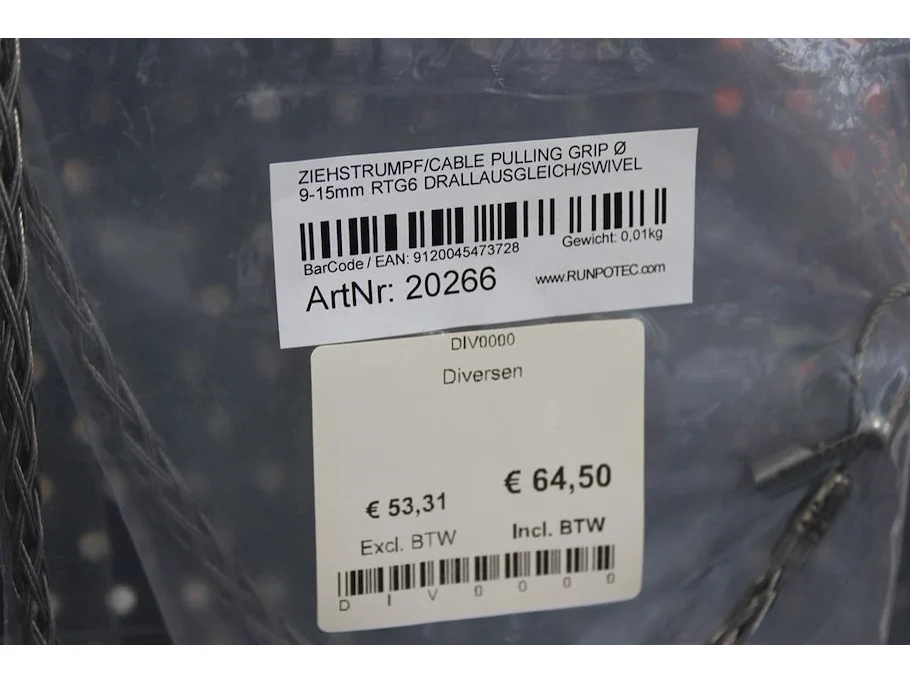 ZIEHSTRUMPF/CABLE PULLING GRIP Ø
9-15mm RTG6 DRALLAUSGLEICH/SWIVEL
BarCode / EAN: 9120045473728
Gewicht: 0,01kg
ArtNr: 20266
www.RUNPOTEC.com
DIV0000
Diversen
€ 53,31
€ 64,50
Excl. BTW
Incl. BTW
D I V 0 0 0 0